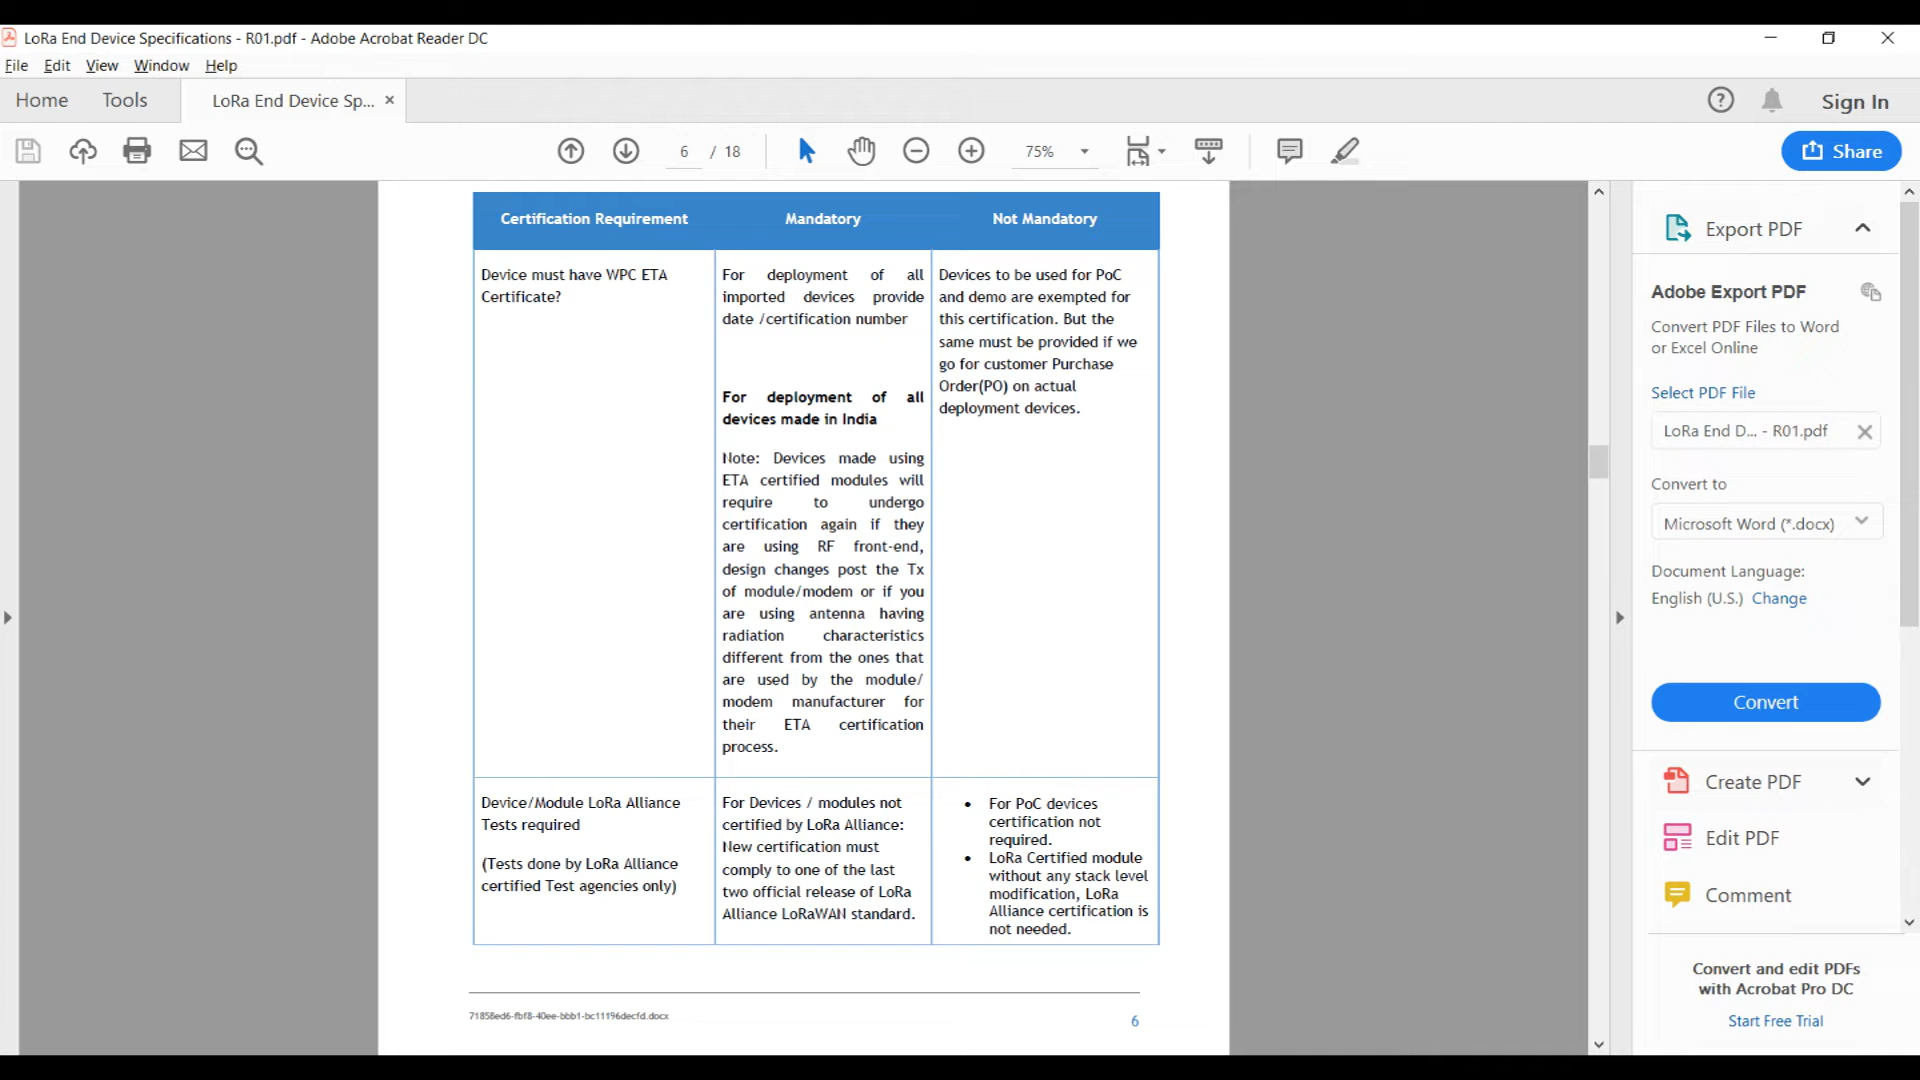 LoRa End Device Specifications - R01.pdf - Adobe Acrobat Reader DC
File Edit View Window Help
Home Tools LoRa End Device Sp... × Sign In
6 / 18 75% Share
Certification Requirement Mandatory Not Mandatory
Device must have WPC ETA
Certificate?
For deployment of all
imported devices provide
date /certification number
For deployment of all
devices made in India
Note: Devices made using
ETA certified modules will
require to undergo
certification again if they
are using RF front-end,
design changes post the Tx
of module/modem or if you
are using antenna having
radiation characteristics
different from the ones that
are used by the module/
modem manufacturer for
their ETA certification
process.
Devices to be used for PoC
and demo are exempted for
this certification. But the
same must be provided if we
go for customer Purchase
Order(PO) on actual
deployment devices.
Device/Module LoRa Alliance
Tests required
(Tests done by LoRa Alliance
certified Test agencies only)
For Devices / modules not
certified by LoRa Alliance:
New certification must
comply to one of the last
two official release of LoRa
Alliance LoRaWAN standard.
• For PoC devices
certification not
required.
• LoRa Certified module
without any stack level
modification, LoRa
Alliance certification is
not needed.
71858ed6-fbf8-40ee-bbb1-bc11196decfd.docx
6
Export PDF
Adobe Export PDF
Convert PDF Files to Word
or Excel Online
Select PDF File
LoRa End D... - R01.pdf
Convert to
Microsoft Word (*.docx)
Document Language:
English (U.S.) Change
Convert
Create PDF
Edit PDF
Comment
Convert and edit PDFs
with Acrobat Pro DC
Start Free Trial